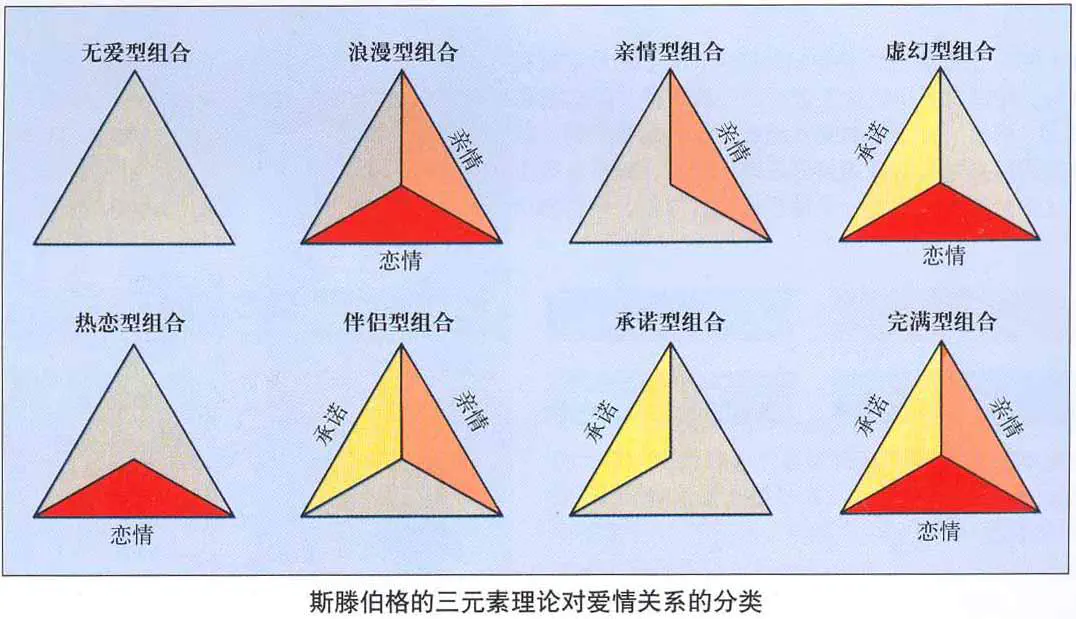 无爱型组合
浪漫型组合
亲情型组合
虚幻型组合
亲情
恋情
亲情
承诺
恋情
热恋型组合
伴侣型组合
承诺型组合
完满型组合
恋情
承诺
亲情
承诺
承诺
亲情
恋情
斯滕伯格的三元素理论对爱情关系的分类